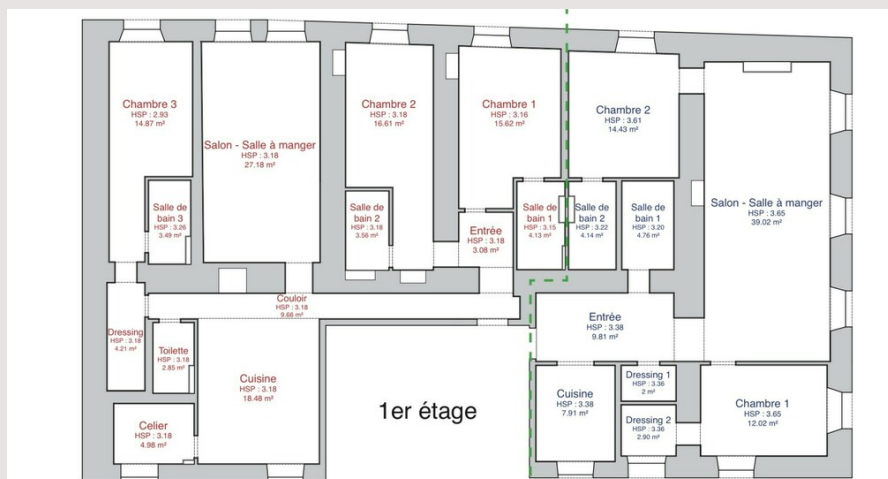 Chambre 3
HSP : 2.93
14.87 m²
Salon - Salle à manger
HSP : 3.18
27.18 m²
Chambre 2
HSP : 3.18
16.61 m²
Chambre 1
HSP : 3.16
15.62 m²
Chambre 2
HSP : 3.61
14.43 m²
Salon - Salle à manger
HSP : 3.65
39.02 m²
Salle de
bain 3
HSP : 3.26
3.49 m²
Salle de
bain 2
HSP : 3.18
3.56 m²
Entrée
HSP : 3.18
3.08 m²
Salle de
bain 1
HSP : 3.15
4.13 m²
Salle de
bain 2
HSP : 3.22
4.14 m²
Salle de
bain 1
HSP : 3.20
4.76 m²
Couloir
HSP : 3.18
9.66 m²
Entrée
HSP : 3.38
9.81 m²
Dressing
HSP : 3.18
4.21 m²
Toilette
HSP : 3.18
2.85 m²
Cuisine
HSP : 3.18
18.48 m²
Celier
HSP : 3.18
4.98 m²
1er étage
Cuisine
HSP : 3.38
7.91 m²
Dressing 1
HSP : 3.36
2 m²
Dressing 2
HSP : 3.36
2.90 m²
Chambre 1
HSP : 3.65
12.02 m²